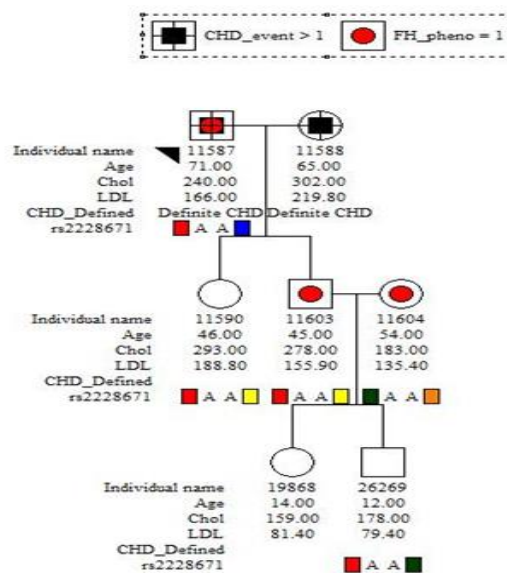 CHD_event > 1 FH_pheno = 1
Individual name 11587 11588
Age 71.00 65.00
Chol 240.00 302.00
LDL 166.00 219.80
CHD_Defined Definite CHD Definite CHD
rs2228671 A A
Individual name 11590 11603 11604
Age 46.00 45.00 54.00
Chol 293.00 278.00 183.00
LDL 188.80 155.90 135.40
CHD_Defined
rs2228671 A A A A A A
Individual name 19868 26269
Age 14.00 12.00
Chol 159.00 178.00
LDL 81.40 79.40
CHD_Defined
rs2228671 A A